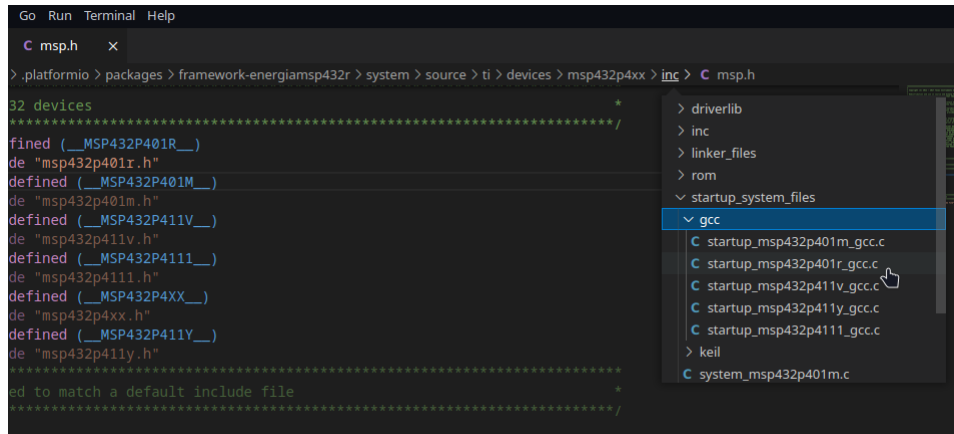 Go Run Terminal Help
C msp.h ×
> .platformio > packages > framework-energiamsp432r > system > source > ti > devices > msp432p4xx > inc > C msp.h
32 devices *
**************************************************************************/
fined (__MSP432P401R__)
de "msp432p401r.h"
defined (__MSP432P401M__)
de "msp432p401m.h"
defined (__MSP432P411V__)
de "msp432p411v.h"
defined (__MSP432P4111__)
de "msp432p4111.h"
defined (__MSP432P4XX__)
de "msp432p4xx.h"
defined (__MSP432P411Y__)
de "msp432p411y.h"
**************************************************************************
ed to match a default include file *
**************************************************************************/
> driverlib
> inc
> linker_files
> rom
startup_system_files
gcc
C startup_msp432p401m_gcc.c
C startup_msp432p401r_gcc.c
C startup_msp432p411v_gcc.c
C startup_msp432p411y_gcc.c
C startup_msp432p4111_gcc.c
> keil
C system_msp432p401m.c